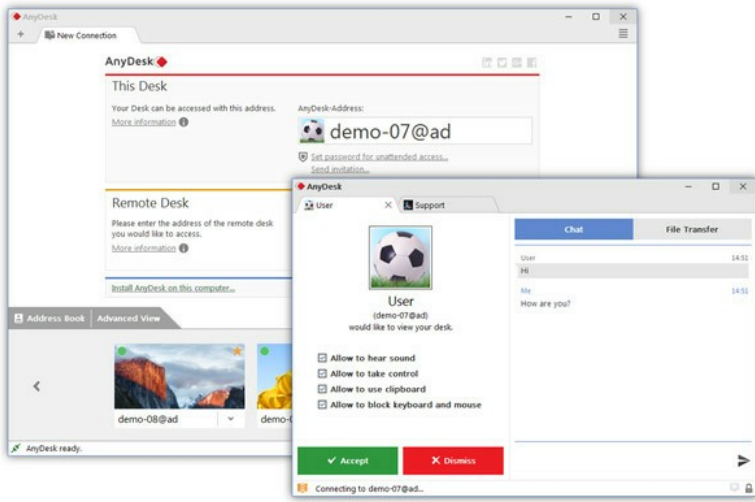 AnyDesk
New Connection
AnyDesk
This Desk
Your Desk can be accessed with this address.
More information
AnyDesk-Address:
demo-07@ad
Set password for unattended access...
Send invitation...
Remote Desk
Please enter the address of the remote desk
you would like to access.
More information
Install AnyDesk on this computer...
Address Book
Advanced View
demo-08@ad
demo-0
AnyDesk ready.
AnyDesk
User
Support
User
(demo-07@ad)
would like to view your desk.
Allow to hear sound
Allow to take control
Allow to use clipboard
Allow to block keyboard and mouse
Accept
Dismiss
Chat
File Transfer
User 14:51
Hi
Me 14:51
How are you?
Connecting to demo-07@ad...